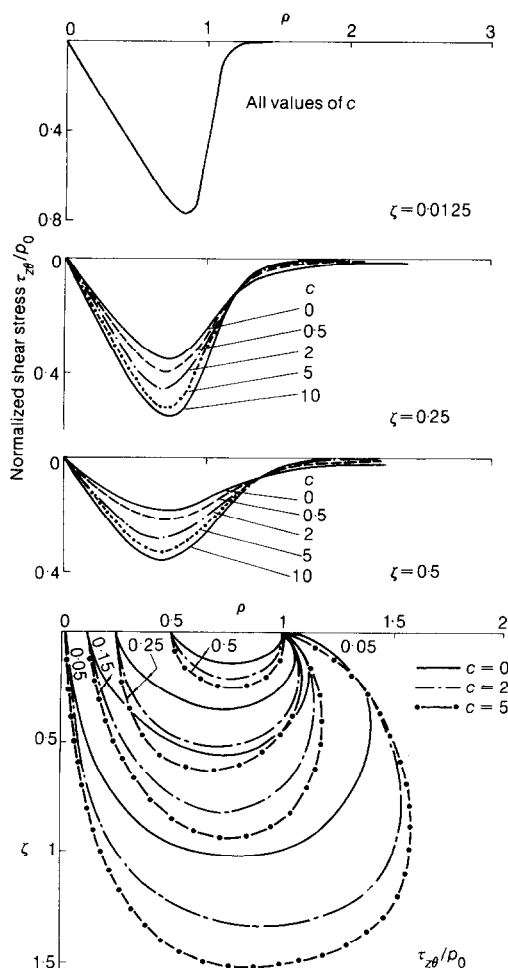 ρ
0 1 2 3
0
0·4
0·8
All values of c
ζ=0·0125
Normalized shear stress τzθ/p0
0
0·4
c
0
0·5
2
5
10
ζ=0·25
0
0·4
c
0
0·5
2
5
10
ζ=0·5
ρ
0 0·5 1 1·5 2
0·05
0·15
0·25
0·5
0·05
c = 0
c = 2
c = 5
0·5
ζ
1
1·5
τzθ/p0